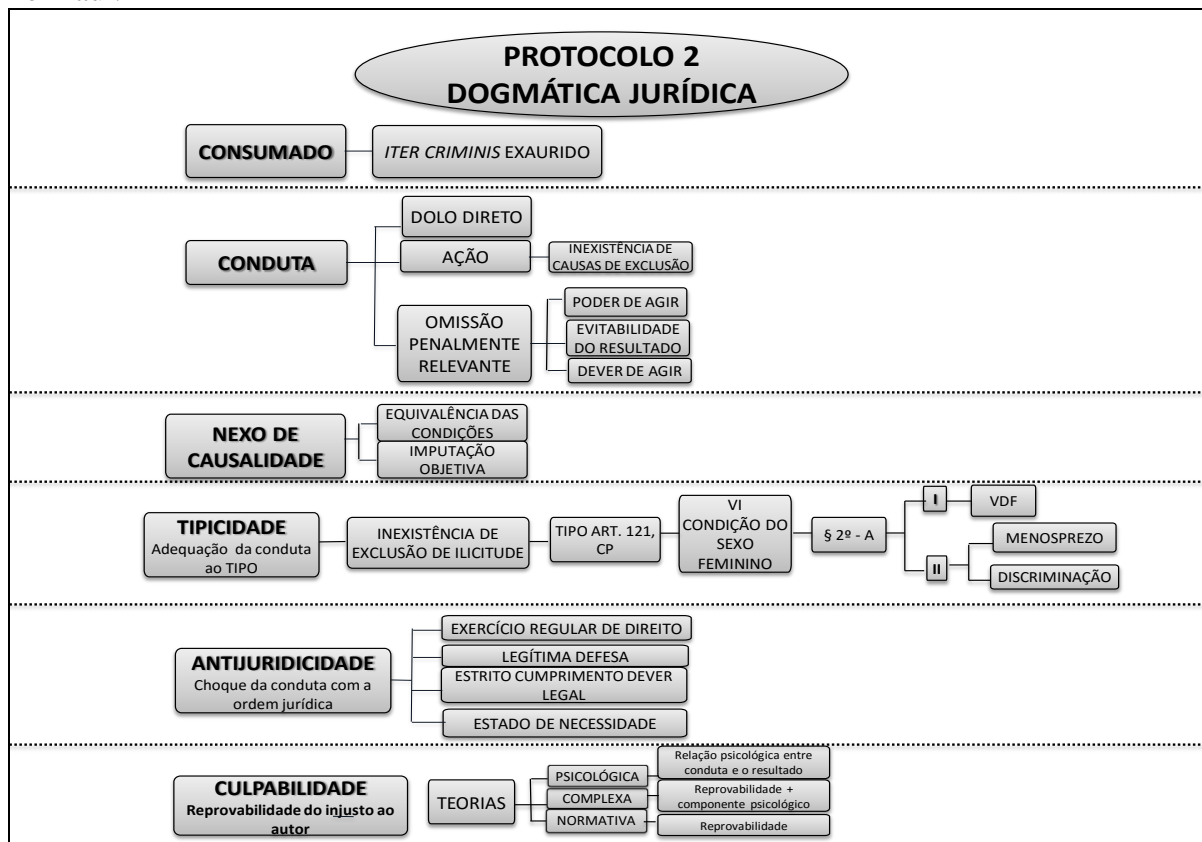 PROTOCOLO 2
DOGMÁTICA JURÍDICA
CONSUMADO
ITER CRIMINIS EXAURIDO
CONDUTA
DOLO DIRETO
AÇÃO
INEXISTÊNCIA DE
CAUSAS DE EXCLUSÃO
OMISSÃO
PENALMENTE
RELEVANTE
PODER DE AGIR
EVITABILIDADE
DO RESULTADO
DEVER DE AGIR
NEXO DE
CAUSALIDADE
EQUIVALÊNCIA DAS
CONDIÇÕES
IMPUTAÇÃO
OBJETIVA
TIPICIDADE
Adequação da conduta
ao TIPO
INEXISTÊNCIA DE
EXCLUSÃO DE ILICITUDE
TIPO ART. 121,
CP
VI
CONDIÇÃO DO
SEXO
FEMININO
§ 2º - A
I
VDF
II
MENOSPREZO
DISCRIMINAÇÃO
ANTIJURIDICIDADE
Choque da conduta com a
ordem jurídica
EXERCÍCIO REGULAR DE DIREITO
LEGÍTIMA DEFESA
ESTRITO CUMPRIMENTO DEVER
LEGAL
ESTADO DE NECESSIDADE
CULPABILIDADE
Reprovabilidade do injusto ao
autor
TEORIAS
PSICOLÓGICA
Relação psicológica entre
conduta e o resultado
COMPLEXA
Reprovabilidade +
componente psicológico
NORMATIVA
Reprovabilidade